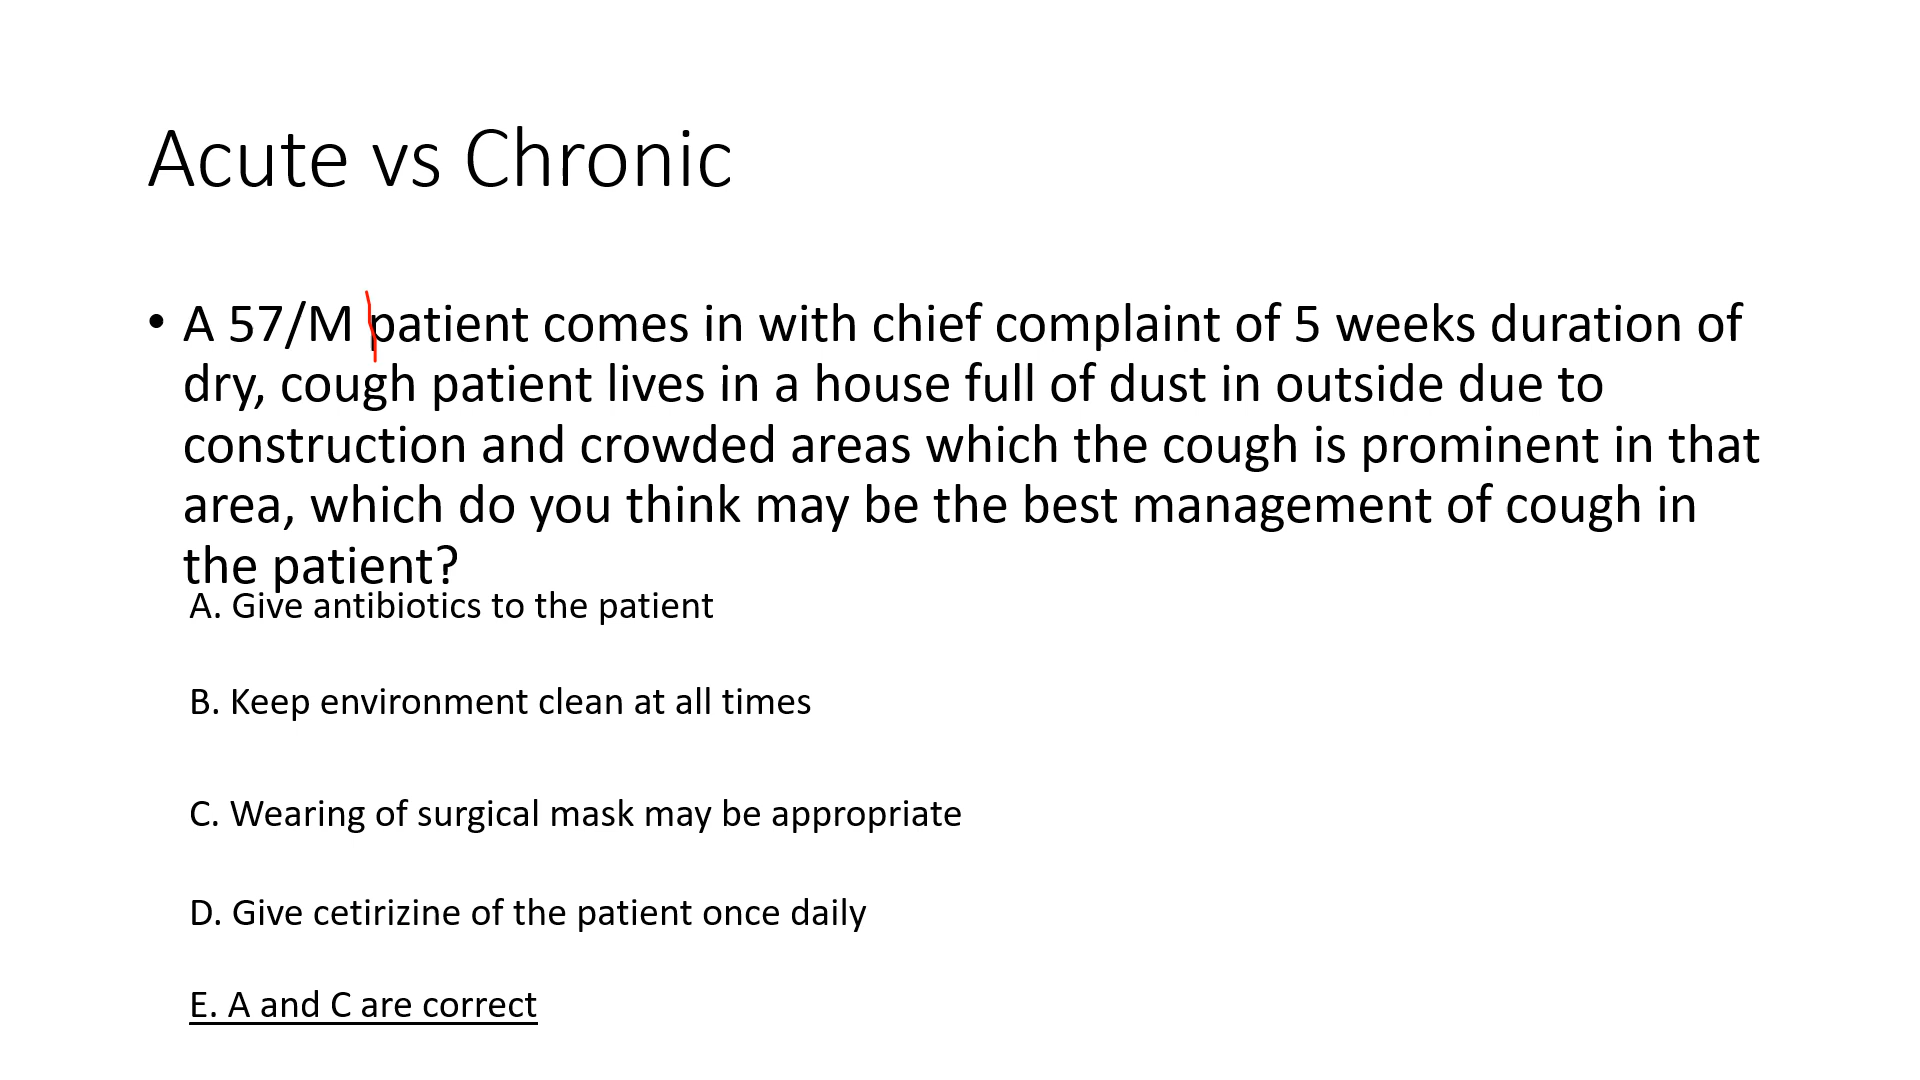 Acute vs Chronic
• A 57/M patient comes in with chief complaint of 5 weeks duration of
dry, cough patient lives in a house full of dust in outside due to
construction and crowded areas which the cough is prominent in that
area, which do you think may be the best management of cough in
the patient?
A. Give antibiotics to the patient
B. Keep environment clean at all times
C. Wearing of surgical mask may be appropriate
D. Give cetirizine of the patient once daily
E. A and C are correct